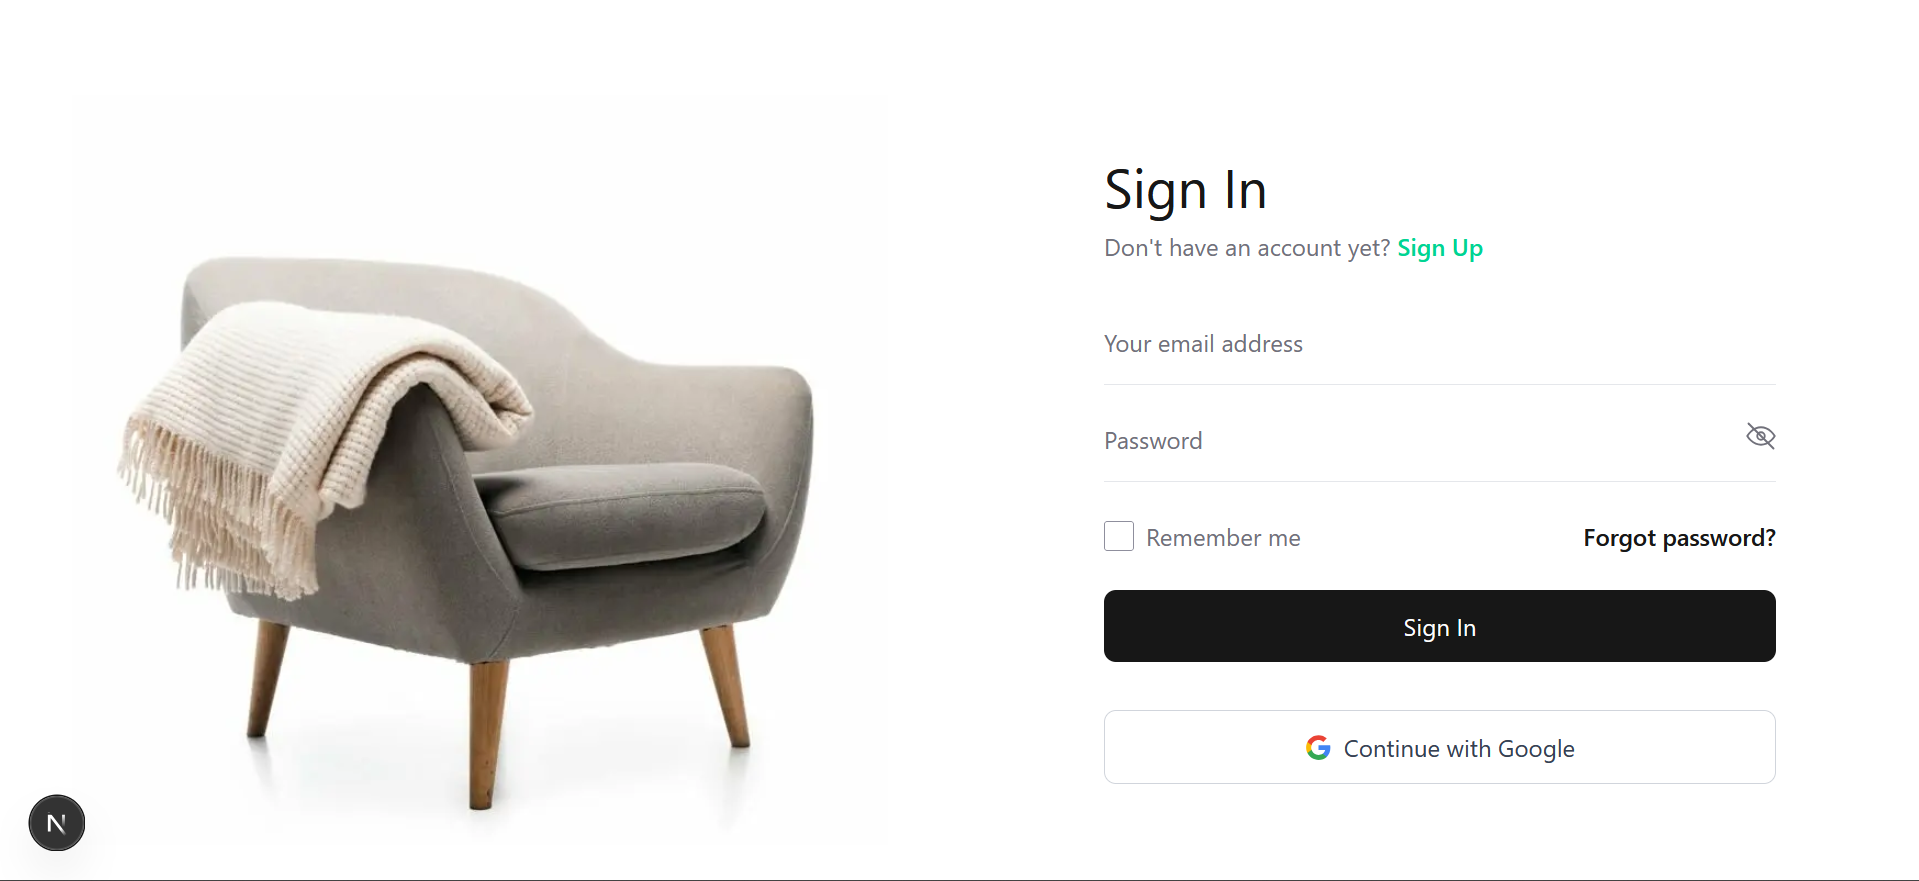 Sign In
Don't have an account yet? Sign Up
Your email address
Password
Remember me
Forgot password?
Sign In
Continue with Google
N